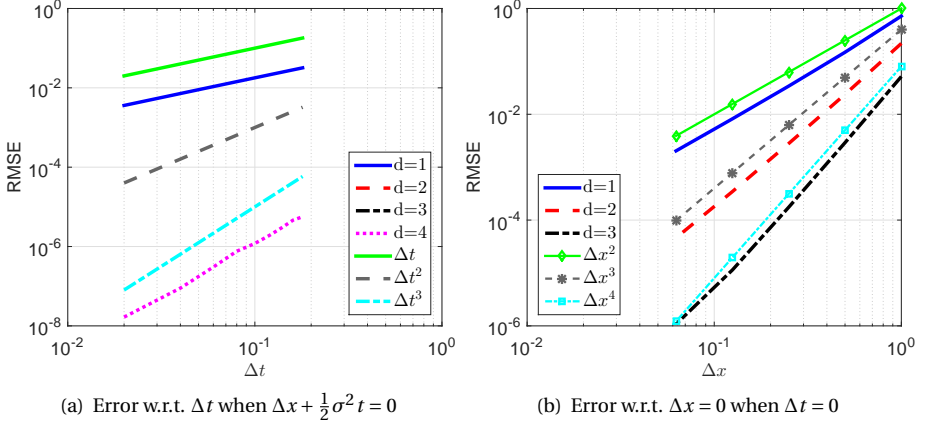 10^0
10^-2
10^-4
10^-6
10^-8
RMSE
d=1
d=2
d=3
d=4
Δt
Δt^2
Δt^3
10^-2
10^-1
10^0
Δt
(a) Error w.r.t. Δt when Δx + 1/2 σ^2 t = 0
10^0
10^-2
10^-4
10^-6
RMSE
d=1
d=2
d=3
Δx^2
Δx^3
Δx^4
10^-2
10^-1
10^0
Δx
(b) Error w.r.t. Δx = 0 when Δt = 0